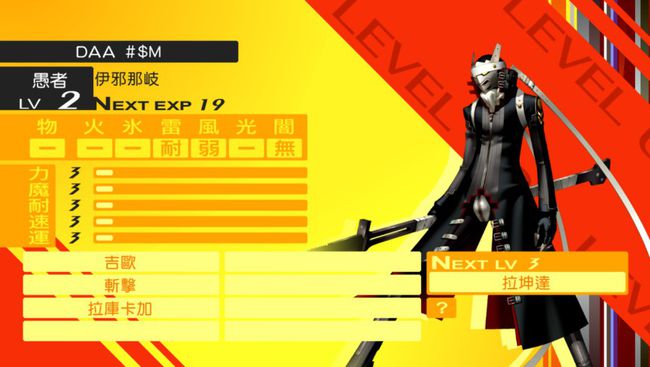 DAA #$M
LEVEL U
愚者
伊邪那岐
LV 2
NEXT EXP 19
物 火 氷 雷 風 光 闇
ー ー ー 耐 弱 ー 無
力 3
魔 3
耐 3
速 3
運 3
吉歐
斬擊
拉庫卡加
NEXT LV 3
拉坤達
?
LEVEL